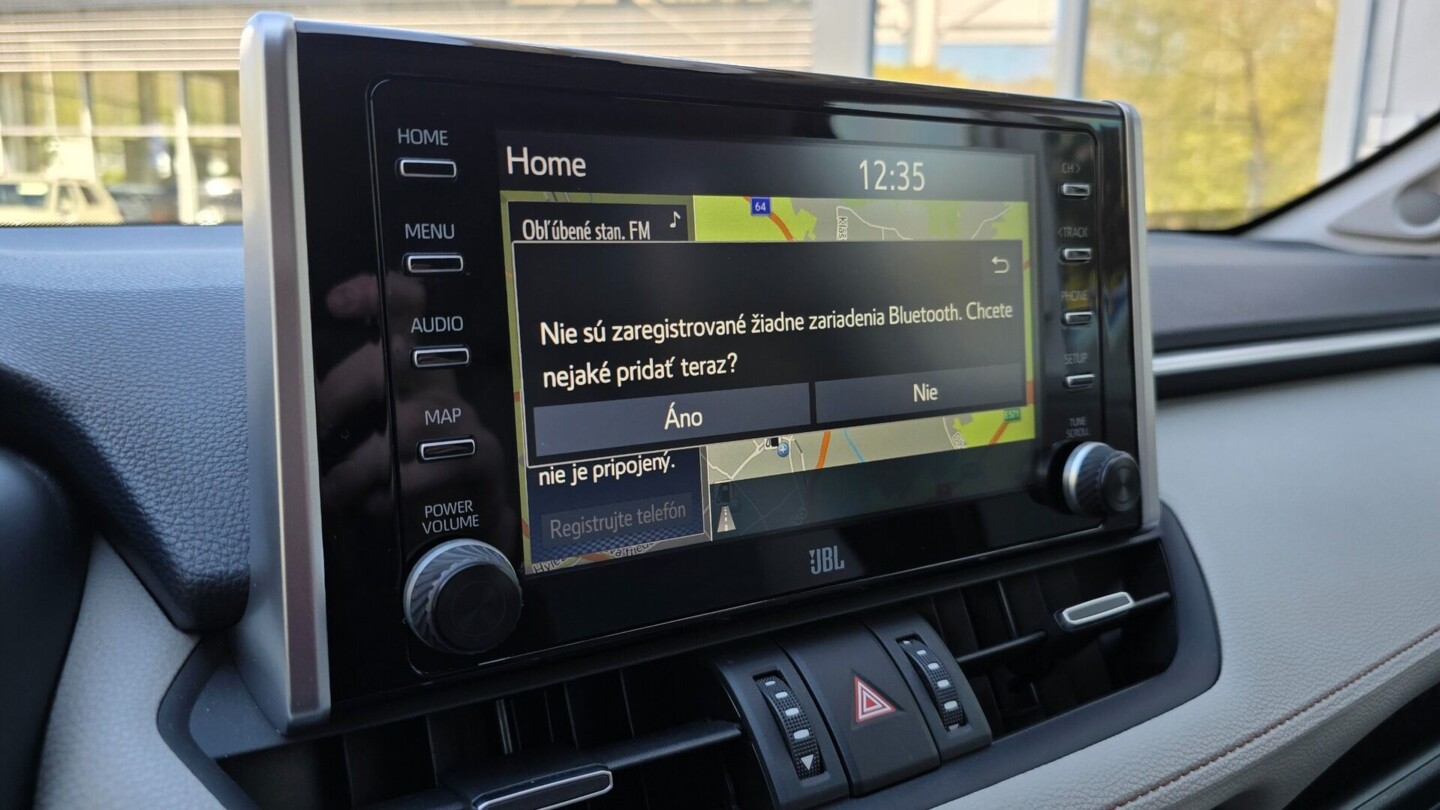 HOME
MENU
AUDIO
MAP
POWER
VOLUME
Home
12:35
Obľúbené stan. FM
64
Nie sú zaregistrované žiadne zariadenia Bluetooth. Chcete
nejaké pridať teraz?
Áno
Nie
E571
nie je pripojený.
Registrujte telefón
JBL
CH>
<TRACK
PHONE
SETUP
TUNE
SCROLL